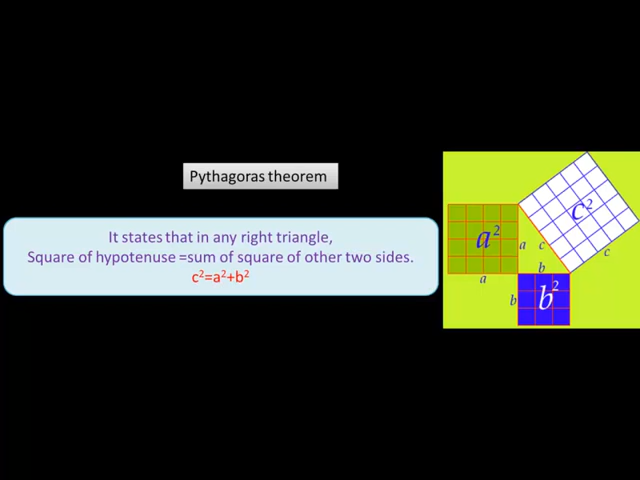 Pythagoras theorem
It states that in any right triangle,
Square of hypotenuse =sum of square of other two sides.
c²=a²+b²
c²
a²
a
c
c
b
a
b
b²